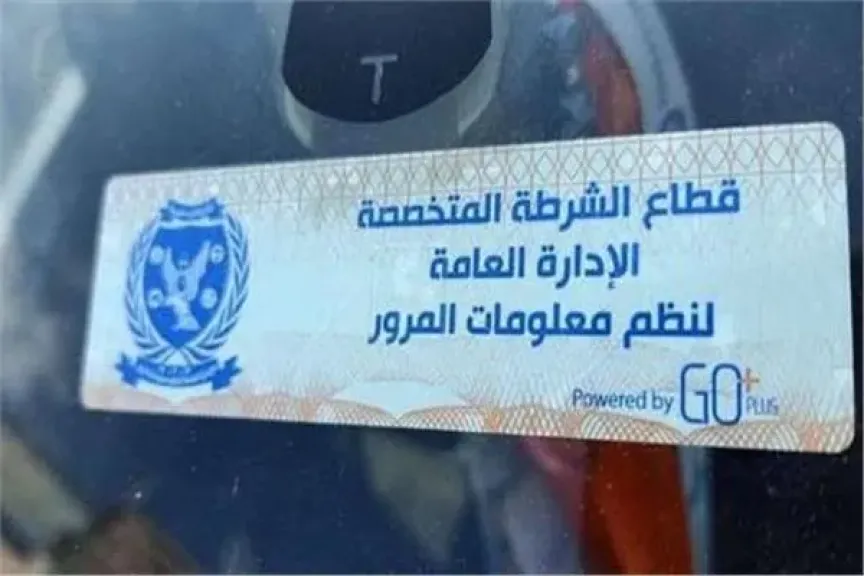 T
قطاع الشرطة المتخصصة
الإدارة العامة
لنظم معلومات المرور
Powered by GO+ PLUS